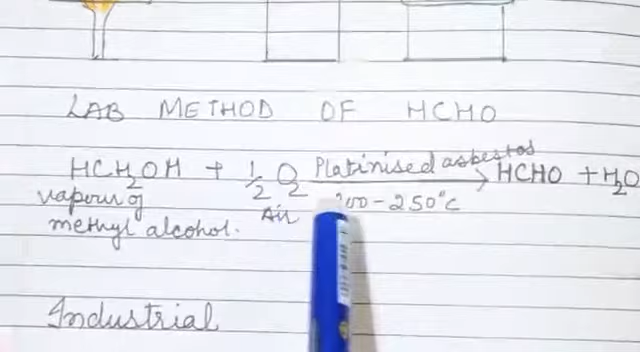 LAB METHOD OF HCHO
HCH₂OH + ½ O₂ Platinised asbestos → HCHO + H₂O
vapour of Air 200-250°C
methyl alcohol.
Industrial